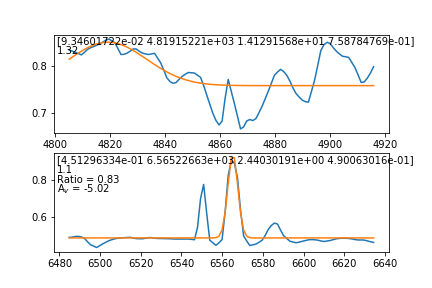 [9.34601792e-02 4.81915221e+03 1.41291568e+01 7.58784769e-01]
1.32
0.8
0.7
4800 4820 4840 4860 4880 4900 4920
[4.51296334e-01 6.56522663e+03 2.44030191e+00 4.90063016e-01]
1.1
Ratio = 0.83
Aᵥ = -5.02
0.8
0.6
6480 6500 6520 6540 6560 6580 6600 6620 6640